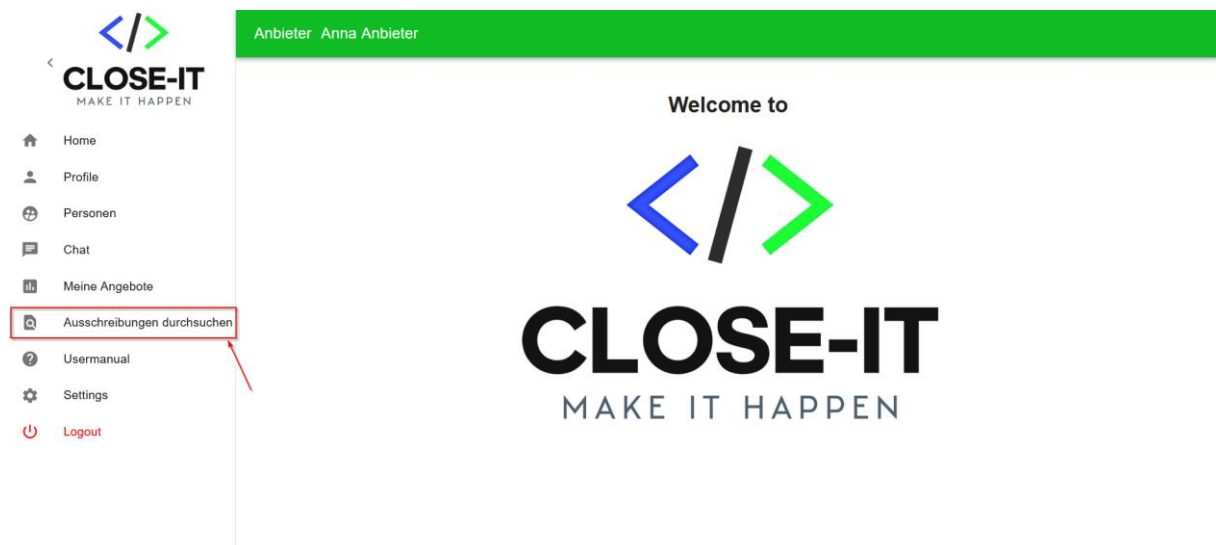 CLOSE-IT
MAKE IT HAPPEN
Home
Profile
Personen
Chat
Meine Angebote
Ausschreibungen durchsuchen
Usermanual
Settings
Logout
Anbieter Anna Anbieter
Welcome to
CLOSE-IT
MAKE IT HAPPEN